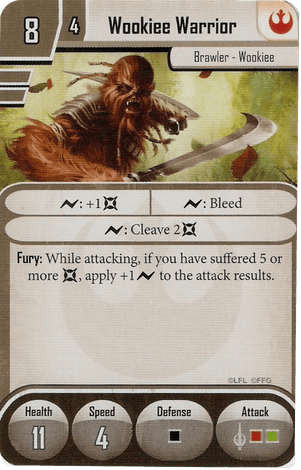 8 4 Wookiee Warrior
Brawler - Wookiee
: +1 : Bleed
: Cleave 2
Fury: While attacking, if you have suffered 5 or
more , apply +1 to the attack results.
©LFL ©FFG
Health Speed Defense Attack
11 4